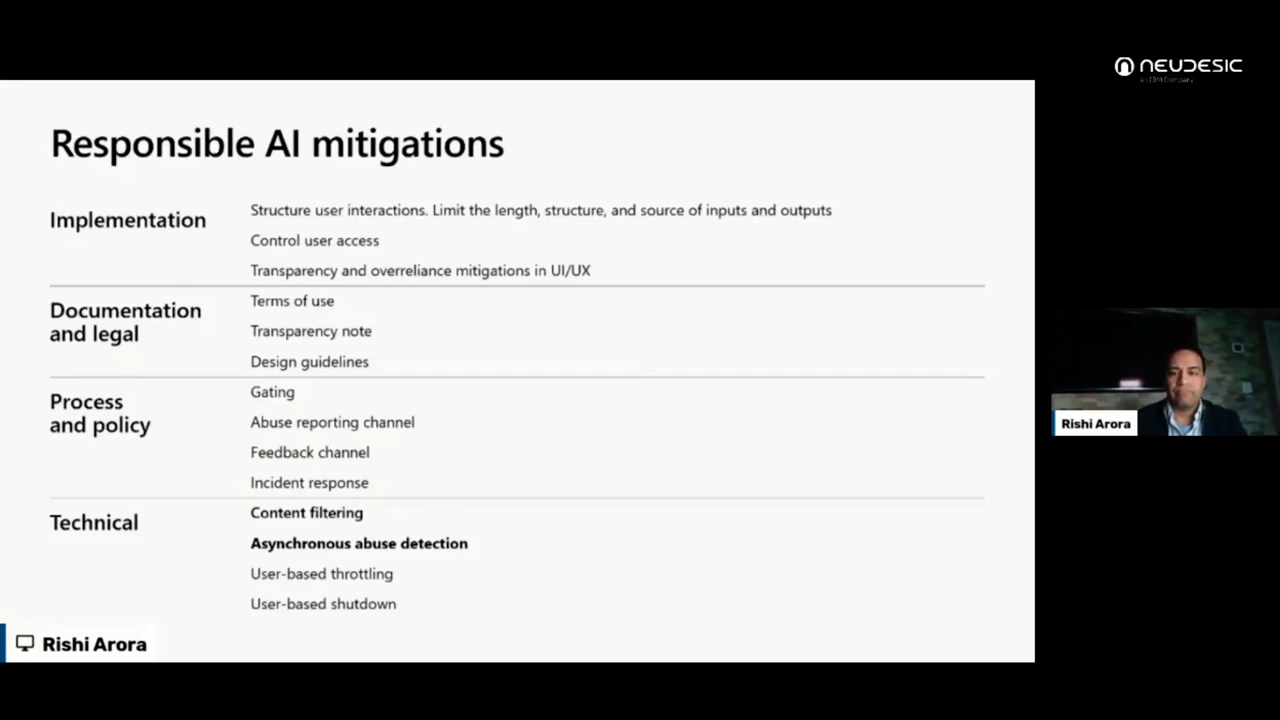 NEUDESIC
An IBM Company
Responsible AI mitigations
Implementation
Structure user interactions. Limit the length, structure, and source of inputs and outputs
Control user access
Transparency and overreliance mitigations in UI/UX
Documentation
and legal
Terms of use
Transparency note
Design guidelines
Process
and policy
Gating
Abuse reporting channel
Feedback channel
Incident response
Technical
Content filtering
Asynchronous abuse detection
User-based throttling
User-based shutdown
Rishi Arora
Rishi Arora